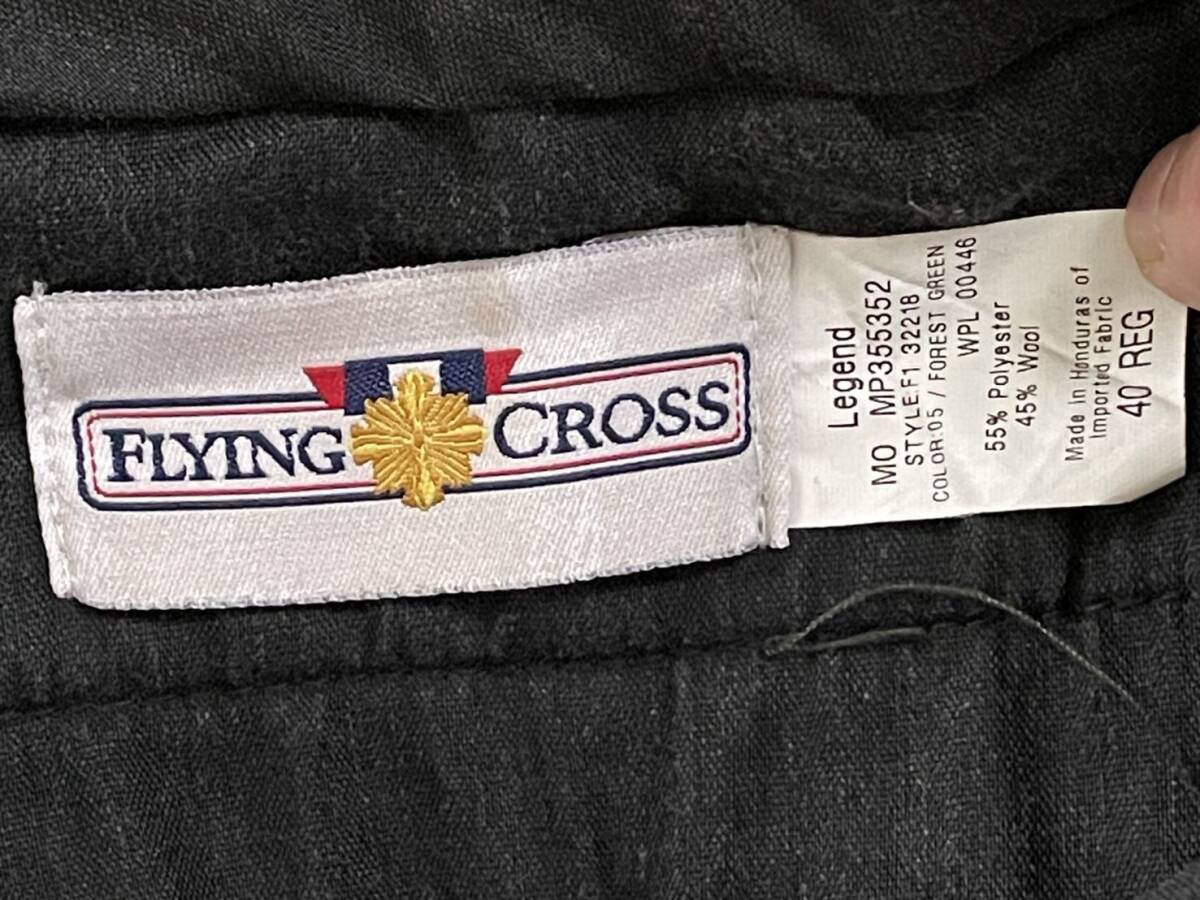 FLYING CROSS
Legend
MO MP355352
STYLE:F1 32218
COLOR:05 / FOREST GREEN
WPL 00446
55% Polyester
45% Wool
Made in Honduras of
Imported Fabric
40 REG